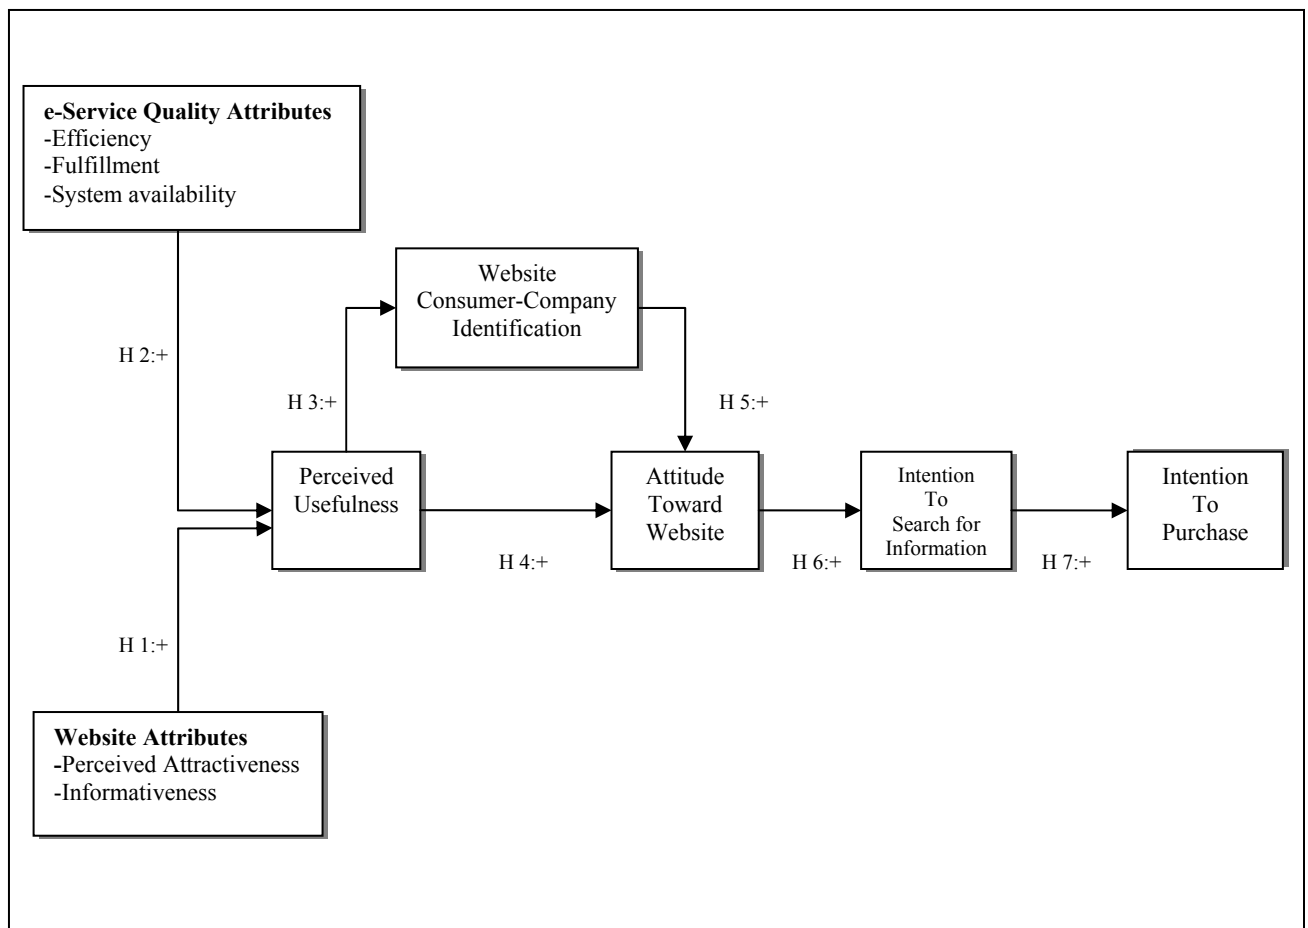 e-Service Quality Attributes
-Efficiency
-Fulfillment
-System availability
Website
Consumer-Company
Identification
H 2:+
H 3:+
H 5:+
Perceived
Usefulness
Attitude
Toward
Website
Intention
To
Search for
Information
Intention
To
Purchase
H 4:+
H 6:+
H 7:+
H 1:+
Website Attributes
-Perceived Attractiveness
-Informativeness